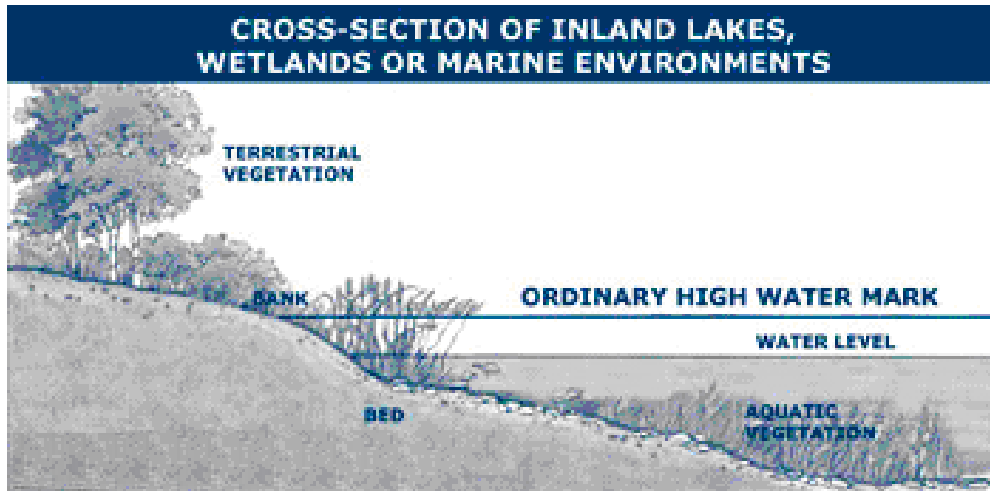 CROSS-SECTION OF INLAND LAKES,
WETLANDS OR MARINE ENVIRONMENTS
TERRESTRIAL
VEGETATION
BANK
ORDINARY HIGH WATER MARK
WATER LEVEL
BED
AQUATIC
VEGETATION